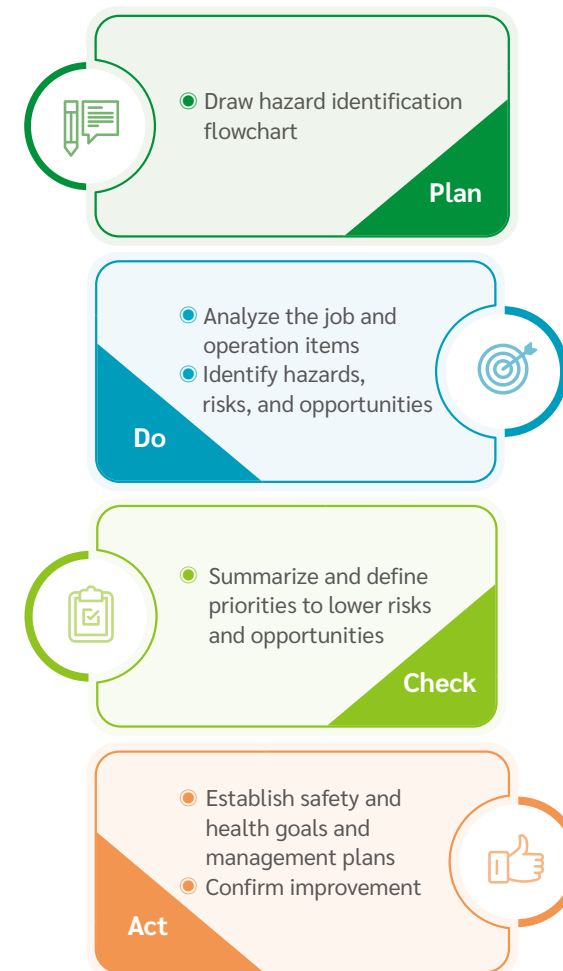 Draw hazard identification
flowchart
Plan
Analyze the job and
operation items
Identify hazards,
risks, and opportunities
Do
Summarize and define
priorities to lower risks
and opportunities
Check
Establish safety and
health goals and
management plans
Confirm improvement
Act